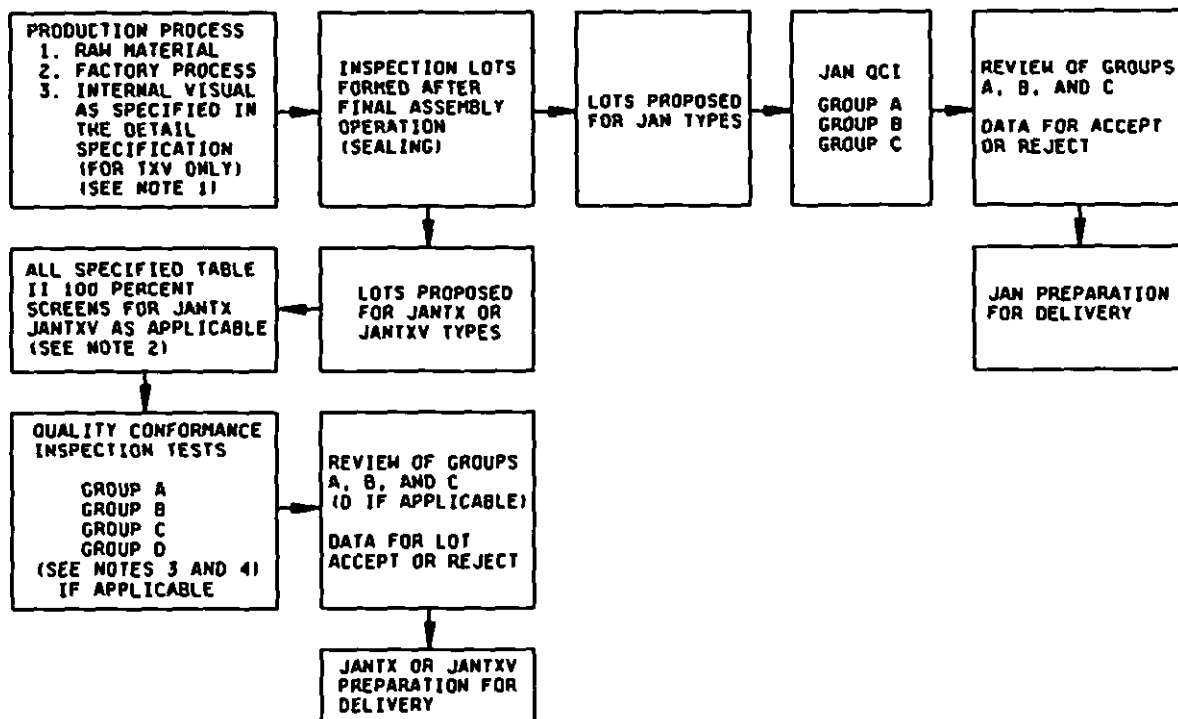 PRODUCTION PROCESS
1. RAW MATERIAL
2. FACTORY PROCESS
3. INTERNAL VISUAL
AS SPECIFIED IN
THE DETAIL
SPECIFICATION
(FOR TXV ONLY)
(SEE NOTE 1)
INSPECTION LOTS
FORMED AFTER
FINAL ASSEMBLY
OPERATION
(SEALING)
LOTS PROPOSED
FOR JAN TYPES
JAN QCI
GROUP A
GROUP B
GROUP C
REVIEW OF GROUPS
A, B, AND C
DATA FOR ACCEPT
OR REJECT
ALL SPECIFIED TABLE
II 100 PERCENT
SCREENS FOR JANTX
JANTXV AS APPLICABLE
(SEE NOTE 2)
LOTS PROPOSED
FOR JANTX OR
JANTXV TYPES
JAN PREPARATION
FOR DELIVERY
QUALITY CONFORMANCE
INSPECTION TESTS
GROUP A
GROUP B
GROUP C
GROUP D
(SEE NOTES 3 AND 4)
IF APPLICABLE
REVIEW OF GROUPS
A, B, AND C
(D IF APPLICABLE)
DATA FOR LOT
ACCEPT OR REJECT
JANTX OR JANTXV
PREPARATION FOR
DELIVERY